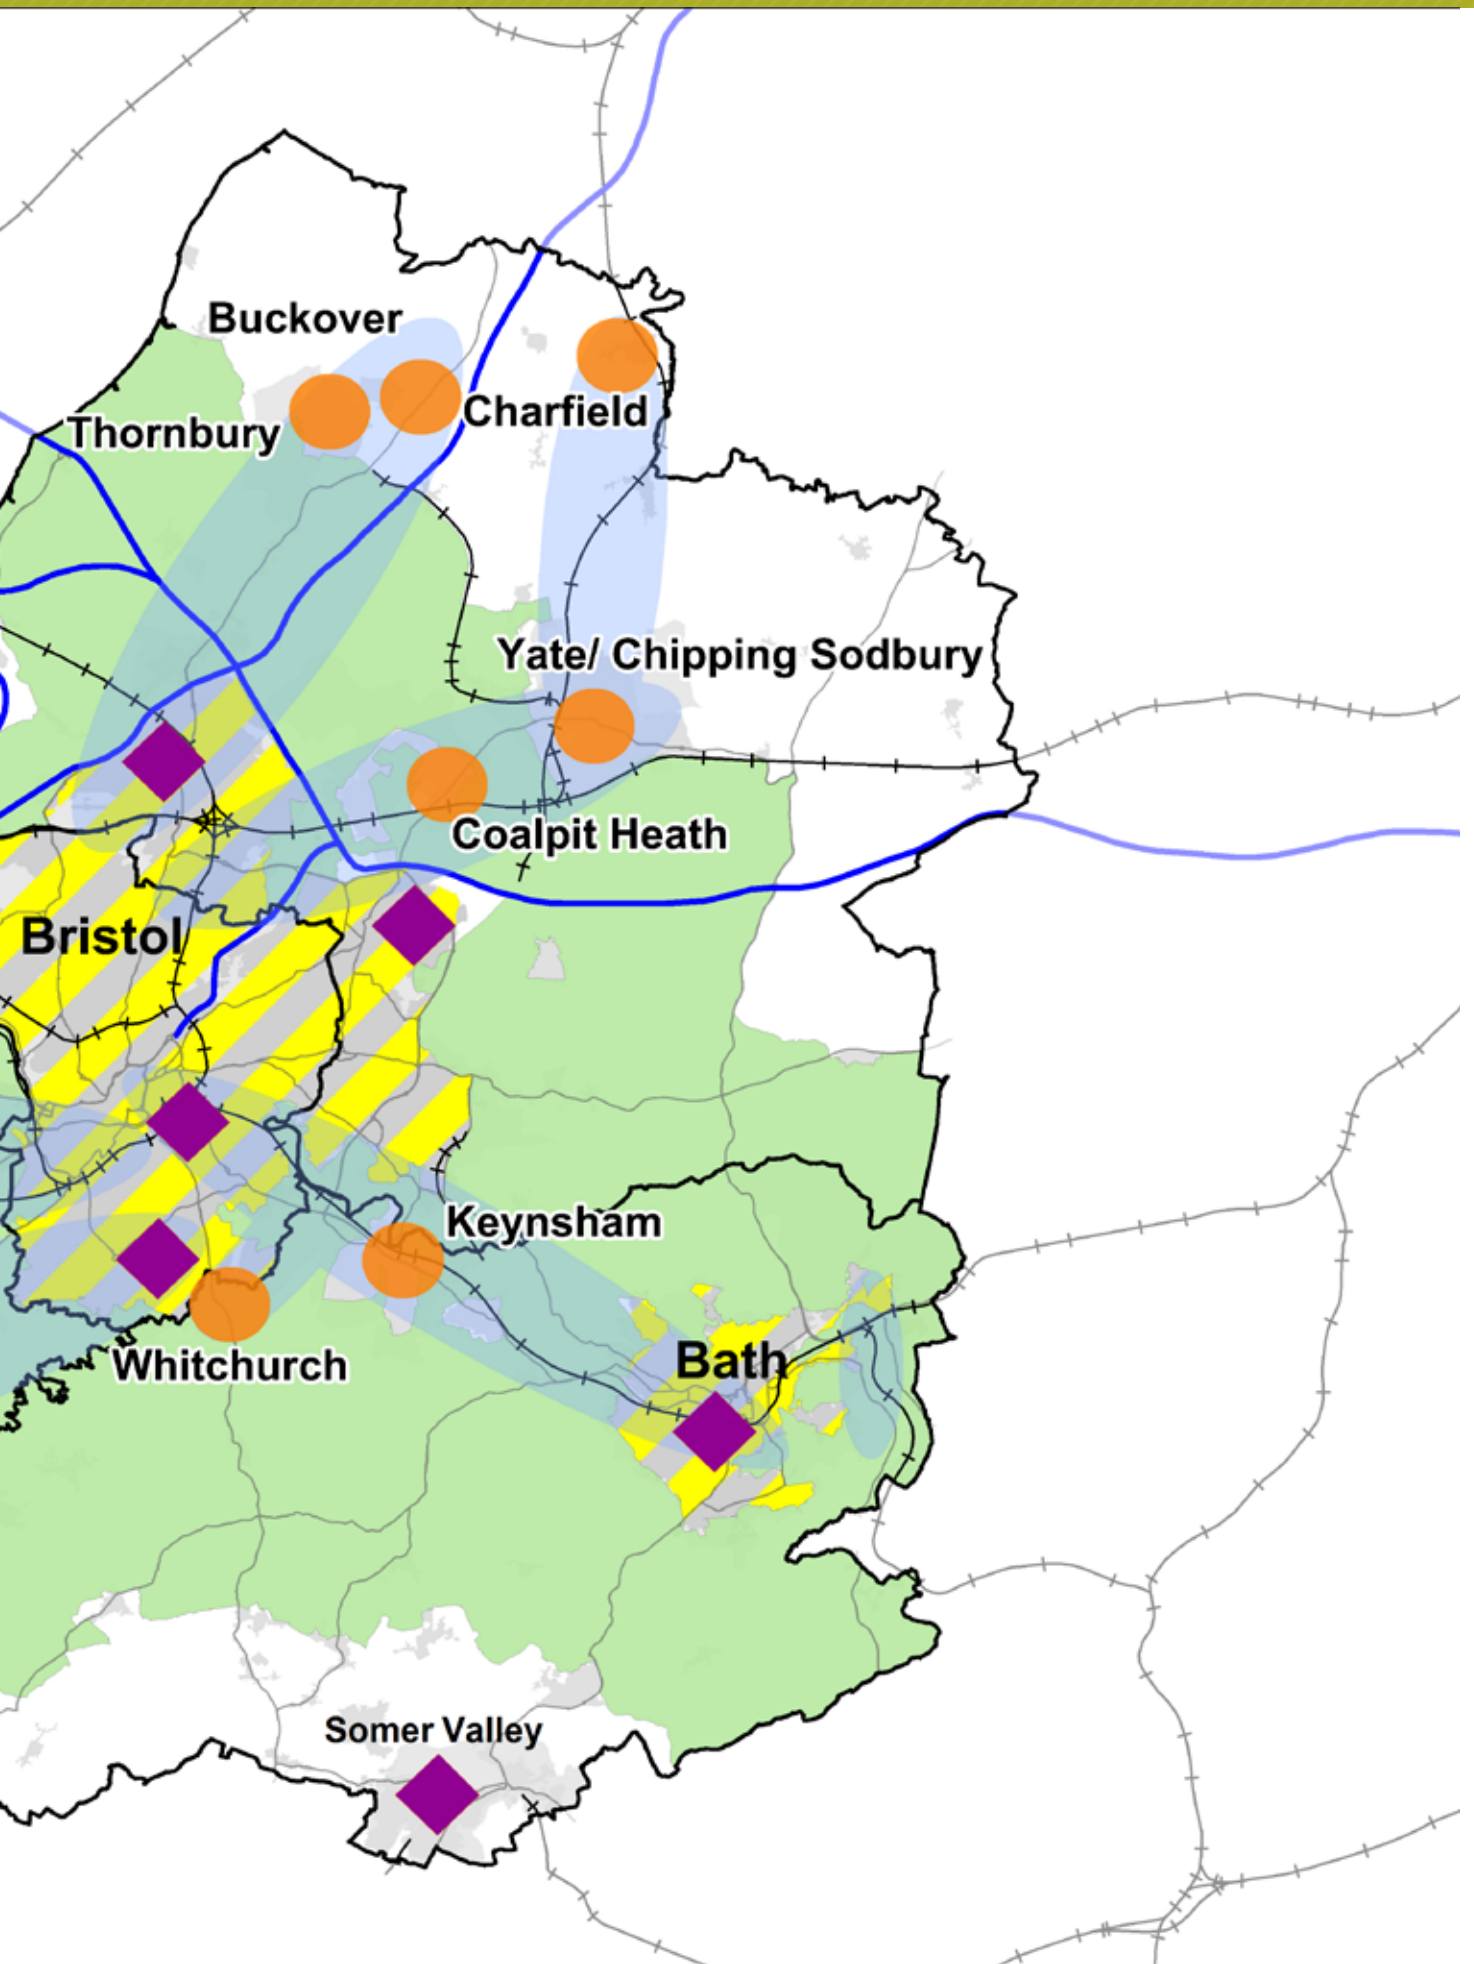 Buckover
Charfield
Thornbury
Yate/ Chipping Sodbury
Coalpit Heath
Bristol
Keynsham
Whitchurch
Bath
Somer Valley